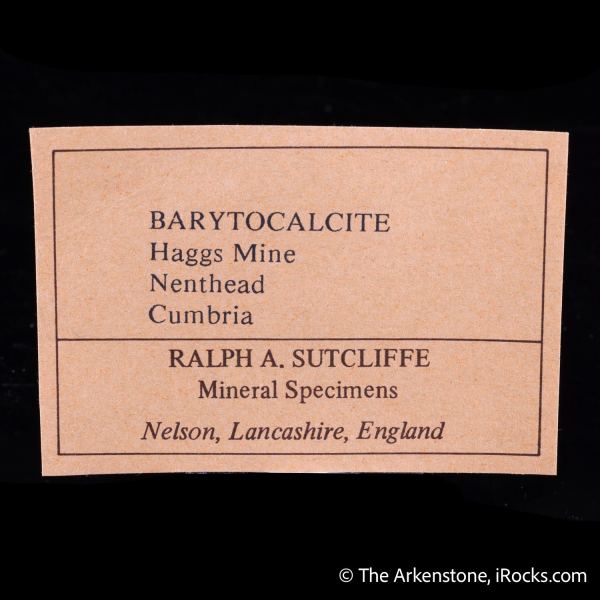 BARYTOCALCITE
Haggs Mine
Nenthead
Cumbria
RALPH A. SUTCLIFFE
Mineral Specimens
Nelson, Lancashire, England
© The Arkenstone, iRocks.com